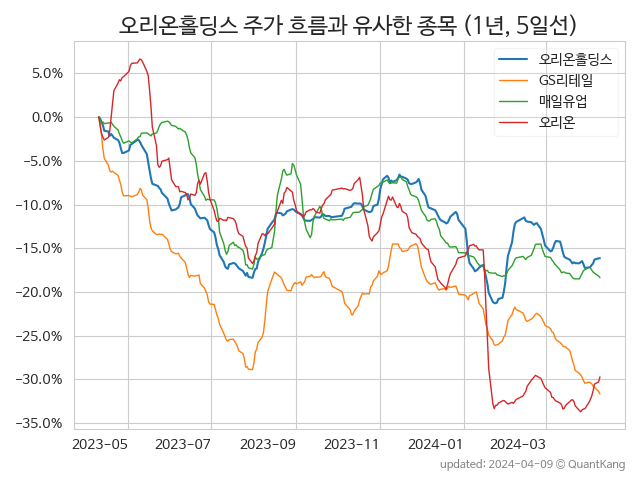 오리온홀딩스 주가 흐름과 유사한 종목 (1년, 5일선)
오리온홀딩스
GS리테일
매일유업
오리온
5.0%
0.0%
−5.0%
−10.0%
−15.0%
−20.0%
−25.0%
−30.0%
−35.0%
2023-05 2023-07 2023-09 2023-11 2024-01 2024-03
updated: 2024-04-09 © QuantKang